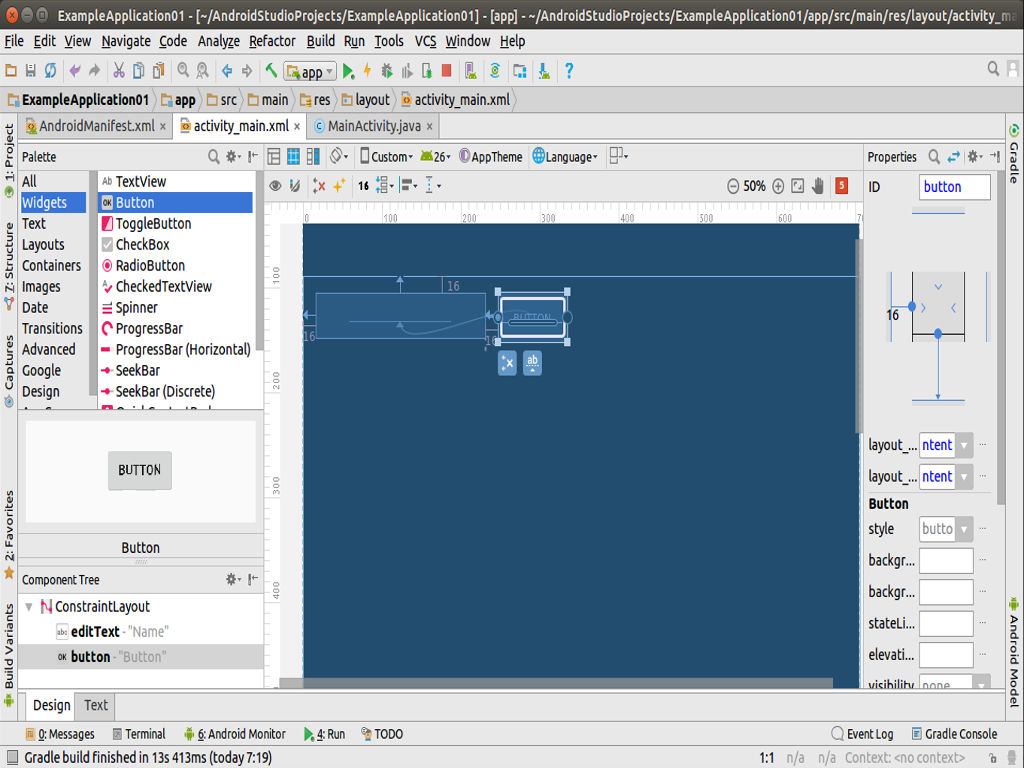 ExampleApplication01 - [~/AndroidStudioProjects/ExampleApplication01] - [app] - ~/AndroidStudioProjects/ExampleApplication01/app/src/main/res/layout/activity_ma
File Edit View Navigate Code Analyze Refactor Build Run Tools VCS Window Help
app
ExampleApplication01 app src main res layout activity_main.xml
AndroidManifest.xml activity_main.xml MainActivity.java
1: Project
Z: Structure
Captures
2: Favorites
Build Variants
Palette
All
Widgets
Text
Layouts
Containers
Images
Date
Transitions
Advanced
Google
Design
Ab TextView
OK Button
ToggleButton
CheckBox
RadioButton
CheckedTextView
Spinner
ProgressBar
ProgressBar (Horizontal)
SeekBar
SeekBar (Discrete)
BUTTON
Button
Component Tree
ConstraintLayout
abc editText - "Name"
OK button - "Button"
Custom 26 AppTheme Language
16 50% 5
0 100 200 300 400 500 600
100
200
300
400
16
16
BUTTON
ab
Properties
ID button
16
layout_... ntent
layout_... ntent
Button
style butto
backgr...
backgr...
stateLi...
elevati...
visibility none
Gradle
Android Model
Design Text
0: Messages Terminal 6: Android Monitor 4: Run TODO Event Log Gradle Console
Gradle build finished in 13s 413ms (today 7:19) 1:1 n/a n/a Context: <no context>